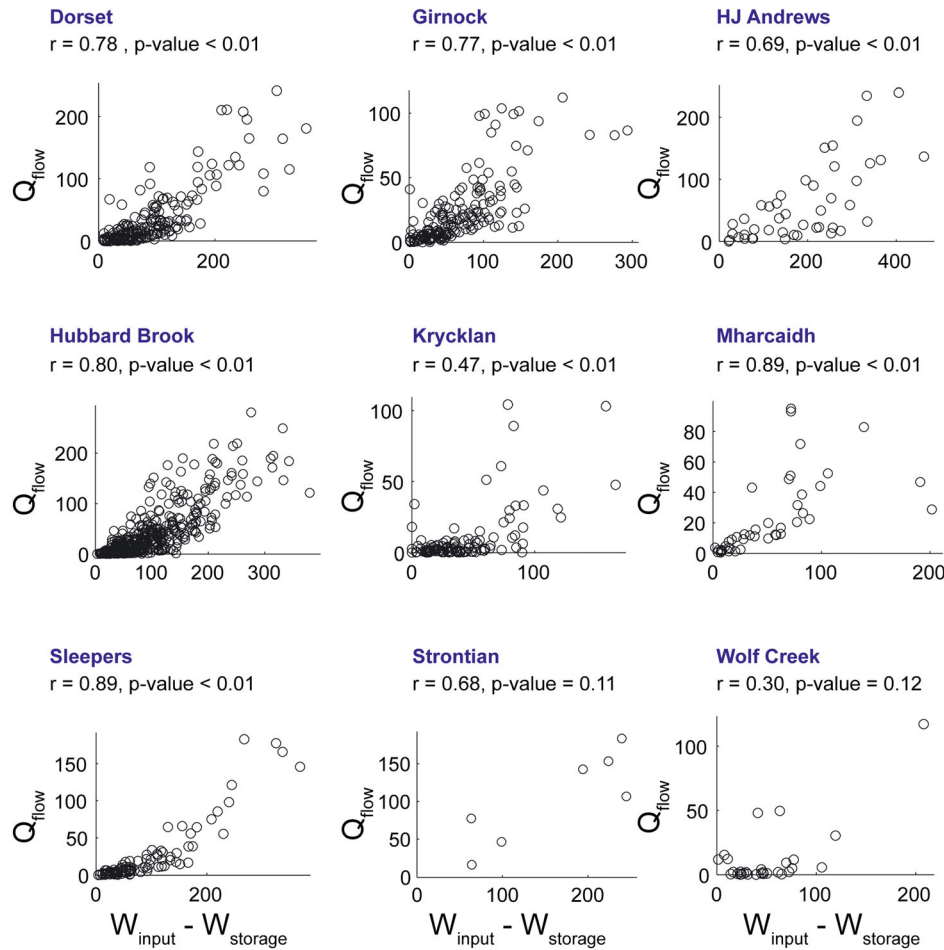 Dorset
r = 0.78 , p-value < 0.01
200
100
0
Qflow
0
200
Girnock
r = 0.77, p-value < 0.01
100
50
0
Qflow
0
100
200
300
HJ Andrews
r = 0.69, p-value < 0.01
200
100
0
Qflow
0
200
400
Hubbard Brook
r = 0.80, p-value < 0.01
200
100
0
Qflow
0
100
200
300
Krycklan
r = 0.47, p-value < 0.01
100
50
0
Qflow
0
100
Mharcaidh
r = 0.89, p-value < 0.01
80
60
40
20
0
Qflow
0
100
200
Sleepers
r = 0.89, p-value < 0.01
150
100
50
0
Qflow
0
200
Winput - Wstorage
Strontian
r = 0.68, p-value = 0.11
150
100
50
0
Qflow
0
100
200
Winput - Wstorage
Wolf Creek
r = 0.30, p-value = 0.12
100
50
0
Qflow
0
100
200
Winput - Wstorage